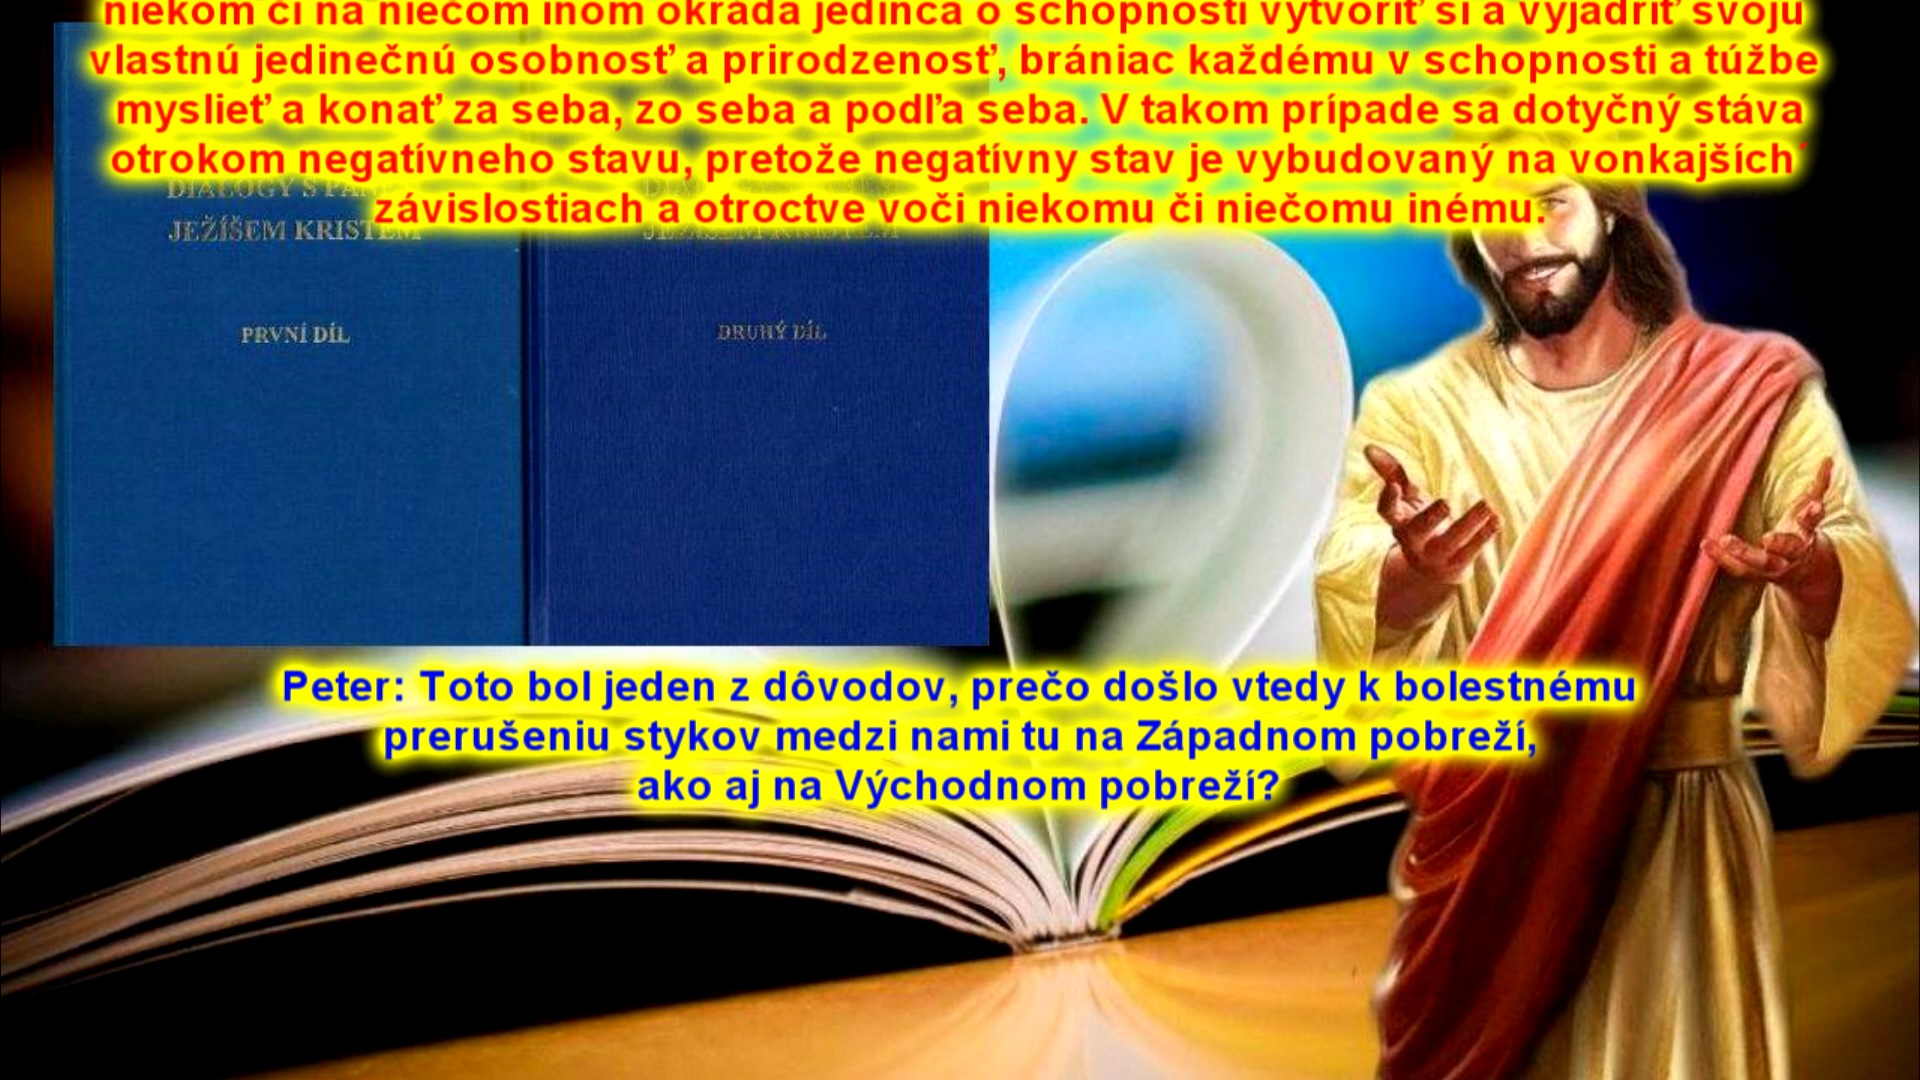 niekom či na niečom inom okráda jedinca o schopnosti vytvoriť si a vyjadriť svoju
vlastnú jedinečnú osobnosť a prirodzenosť, brániac každému v schopnosti a túžbe
myslieť a konať za seba, zo seba a podľa seba. V takom prípade sa dotyčný stáva
otrokom negatívneho stavu, pretože negatívny stav je vybudovaný na vonkajších´
závislostiach a otroctve voči niekomu či niečomu inému.
DIALOGY S
JEŽÍŠEM KRISTEM
PRVNÍ DÍL
JEŽÍŠEM KRISTEM
DRUHÝ DÍL
Peter: Toto bol jeden z dôvodov, prečo došlo vtedy k bolestnému
prerušeniu stykov medzi nami tu na Západnom pobreží,
ako aj na Východnom pobreží?